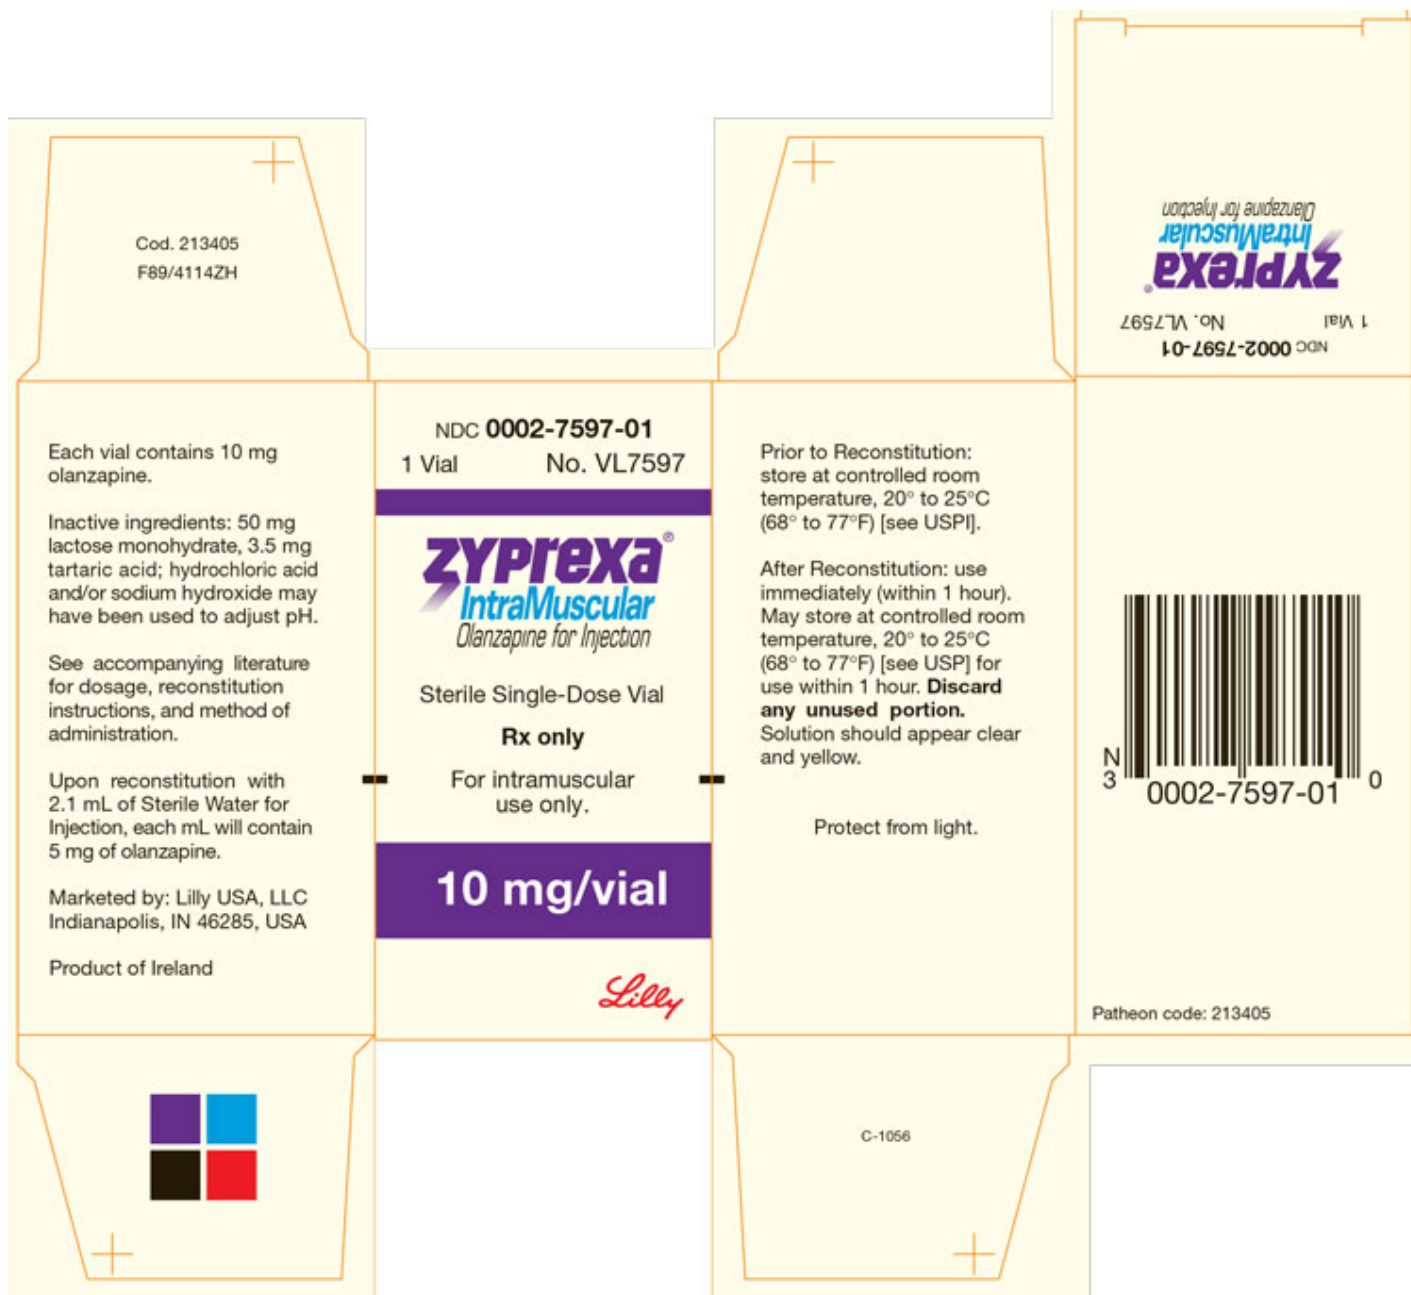 Cod. 213405
F89/4114ZH
Each vial contains 10 mg
olanzapine.
Inactive ingredients: 50 mg
lactose monohydrate, 3.5 mg
tartaric acid; hydrochloric acid
and/or sodium hydroxide may
have been used to adjust pH.
See accompanying literature
for dosage, reconstitution
instructions, and method of
administration.
Upon reconstitution with
2.1 mL of Sterile Water for
Injection, each mL will contain
5 mg of olanzapine.
Marketed by: Lilly USA, LLC
Indianapolis, IN 46285, USA
Product of Ireland
NDC 0002-7597-01
1 Vial No. VL7597
Zyprexa®
IntraMuscular
Olanzapine for Injection
Sterile Single-Dose Vial
Rx only
For intramuscular
use only.
10 mg/vial
Lilly
Prior to Reconstitution:
store at controlled room
temperature, 20° to 25°C
(68° to 77°F) [see USPI].
After Reconstitution: use
immediately (within 1 hour).
May store at controlled room
temperature, 20° to 25°C
(68° to 77°F) [see USP] for
use within 1 hour. Discard
any unused portion.
Solution should appear clear
and yellow.
Protect from light.
C-1056
NDC 0002-7597-01
1 Vial No. VL7597
Zyprexa®
IntraMuscular
Olanzapine for Injection
N
3 0002-7597-01 0
Patheon code: 213405